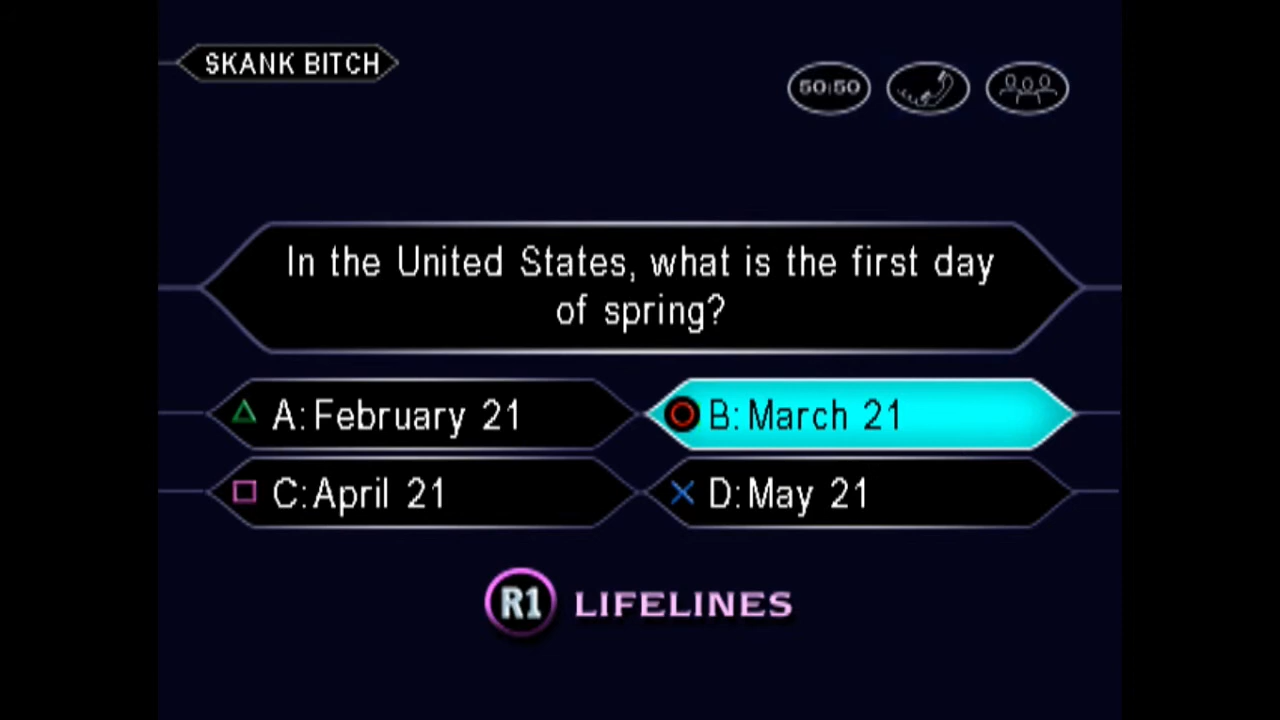 SKANK BITCH
50:50
In the United States, what is the first day
of spring?
A: February 21
B: March 21
C: April 21
D: May 21
R1 LIFELINES